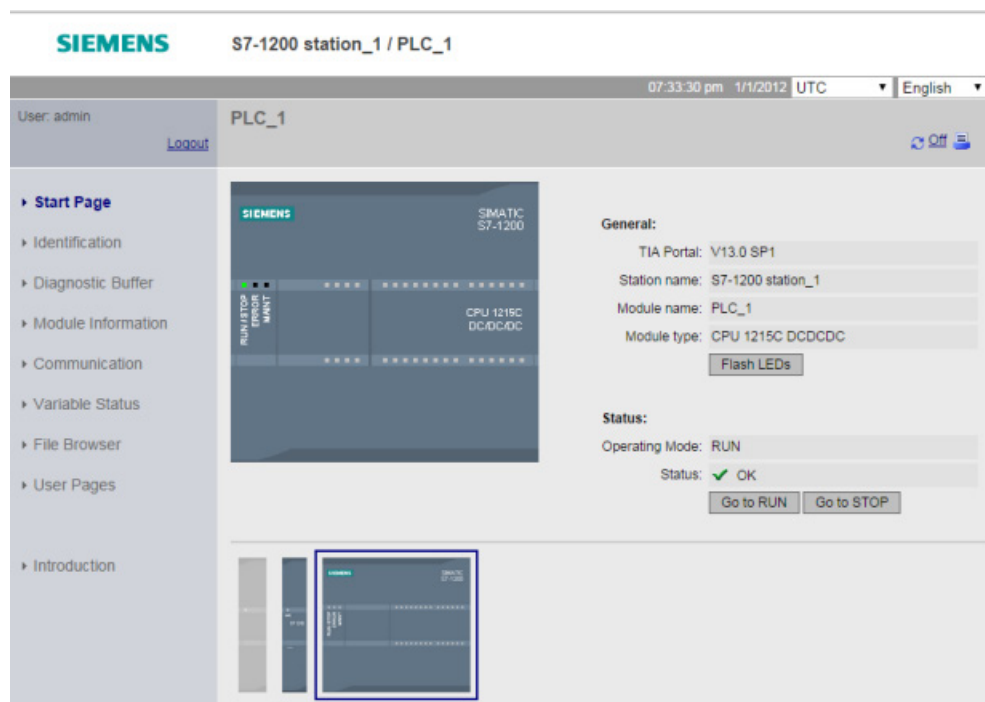 SIEMENS
S7-1200 station_1 / PLC_1
07:33:30 pm 1/1/2012 UTC English
User: admin
Logout
PLC_1
Off
Start Page
Identification
Diagnostic Buffer
Module Information
Communication
Variable Status
File Browser
User Pages
Introduction
SIEMENS
SIMATIC
S7-1200
RUN / STOP
ERROR
MAINT
CPU 1215C
DC/DC/DC
General:
TIA Portal: V13.0 SP1
Station name: S7-1200 station_1
Module name: PLC_1
Module type: CPU 1215C DCDCDC
Flash LEDs
Status:
Operating Mode: RUN
Status: OK
Go to RUN Go to STOP
SIEMENS
SIMATIC
S7-1200
RUN / STOP
ERROR
MAINT